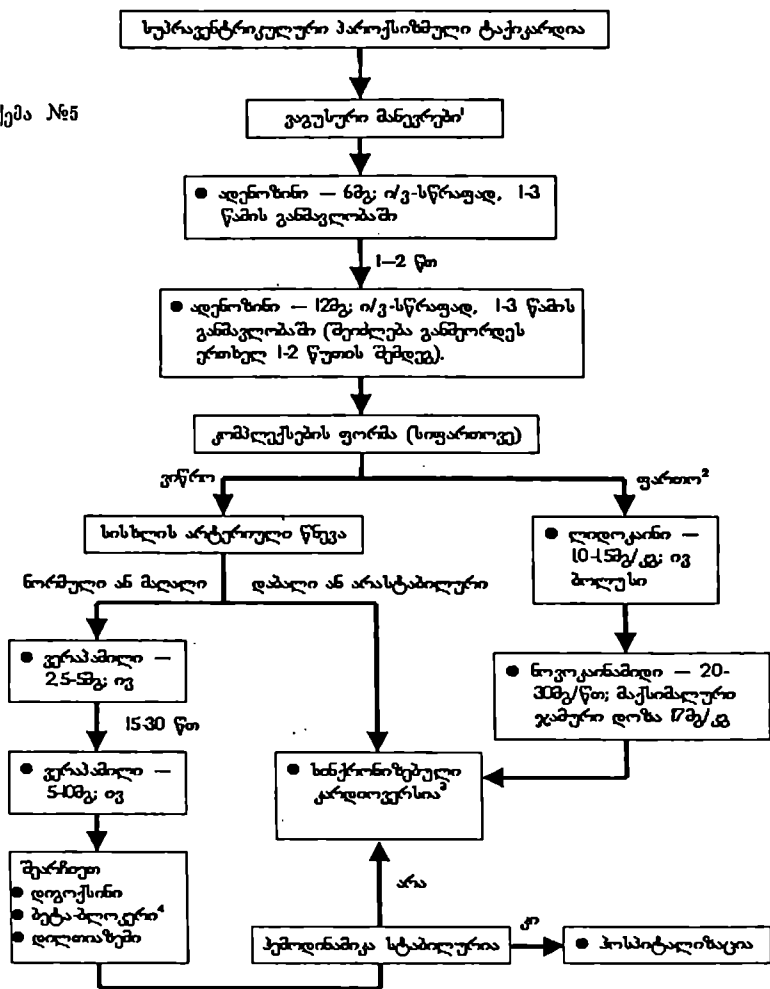 სუპრავენტრიკულური პაროქსიზმული ტაქიკარდია
ქემა №5
ვაგუსური მანევრები¹
● ადენოზინი — 6მგ; ი/ვ-სწრაფად, 1-3
წამის განმავლობაში
1—2 წთ
● ადენოზინი — 12მგ; ი/ვ-სწრაფად, 1-3 წამის
განმავლობაში (შეიძლება განმეორდეს
ერთხელ 1-2 წუთის შემდეგ).
კომპლექსების ფორმა (სიფართოვე)
ვიწრო
ფართო²
სისხლის არტერიული წნევა
● ლიდოკაინი —
1.0-1.5მგ/კგ; ივ
ბოლუსი
ნორმული ან მაღალი
დაბალი ან არასტაბილური
● ვერაპამილი —
2,5-5მგ; ივ
● ნოვოკაინამიდი — 20-
30მგ/წთ; მაქსიმალური
ჯამური დოზა 17მგ/კგ
15-30 წთ
● ვერაპამილი —
5-10მგ; ივ
● სინქრონიზებული
კარდიოვერსია³
შეარჩიეთ
● დიგოქსინი
● ბეტა-ბლოკერი⁴
● დილთიაზემი
არა
ჰემოდინამიკა სტაბილურია
კი
● ჰოსპიტალიზაცია